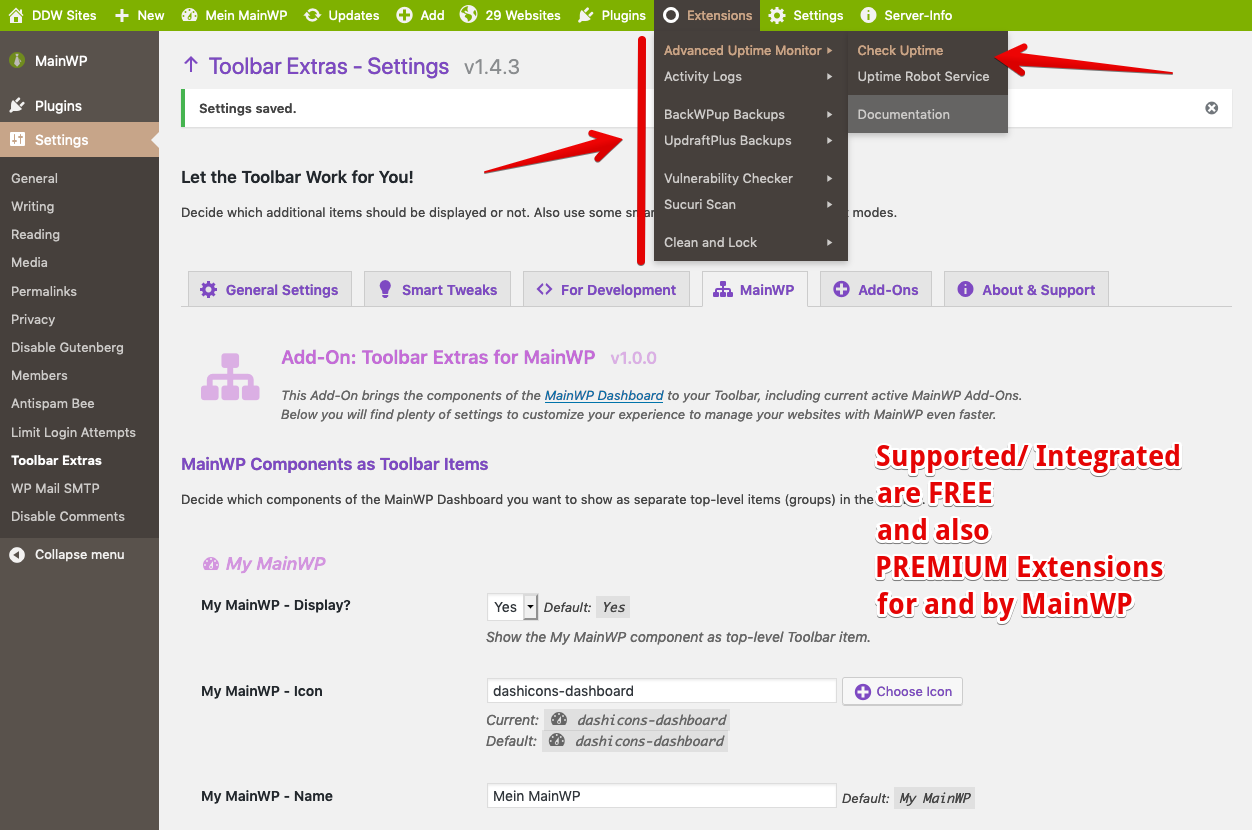 DDW Sites
New
Mein MainWP
Updates
Add
29 Websites
Plugins
Extensions
Settings
Server-Info
Advanced Uptime Monitor
Activity Logs
BackWPup Backups
UpdraftPlus Backups
Vulnerability Checker
Sucuri Scan
Clean and Lock
Check Uptime
Uptime Robot Service
Documentation
MainWP
Plugins
Settings
General
Writing
Reading
Media
Permalinks
Privacy
Disable Gutenberg
Members
Antispam Bee
Limit Login Attempts
Toolbar Extras
WP Mail SMTP
Disable Comments
Collapse menu
Toolbar Extras - Settings v1.4.3
Settings saved.
Let the Toolbar Work for You!
Decide which additional items should be displayed or not. Also use some t modes.
General Settings
Smart Tweaks
<> For Development
MainWP
Add-Ons
About & Support
Add-On: Toolbar Extras for MainWP v1.0.0
This Add-On brings the components of the MainWP Dashboard to your Toolbar, including current active MainWP Add-Ons.
Below you will find plenty of settings to customize your experience to manage your websites with MainWP even faster.
MainWP Components as Toolbar Items
Decide which components of the MainWP Dashboard you want to show as separate top-level items (groups) in the
Supported/ Integrated
are FREE
and also
PREMIUM Extensions
for and by MainWP
My MainWP
My MainWP - Display?
Yes
Default: Yes
Show the My MainWP component as top-level Toolbar item.
My MainWP - Icon
dashicons-dashboard
Choose Icon
Current: dashicons-dashboard
Default: dashicons-dashboard
My MainWP - Name
Mein MainWP
Default: My MainWP